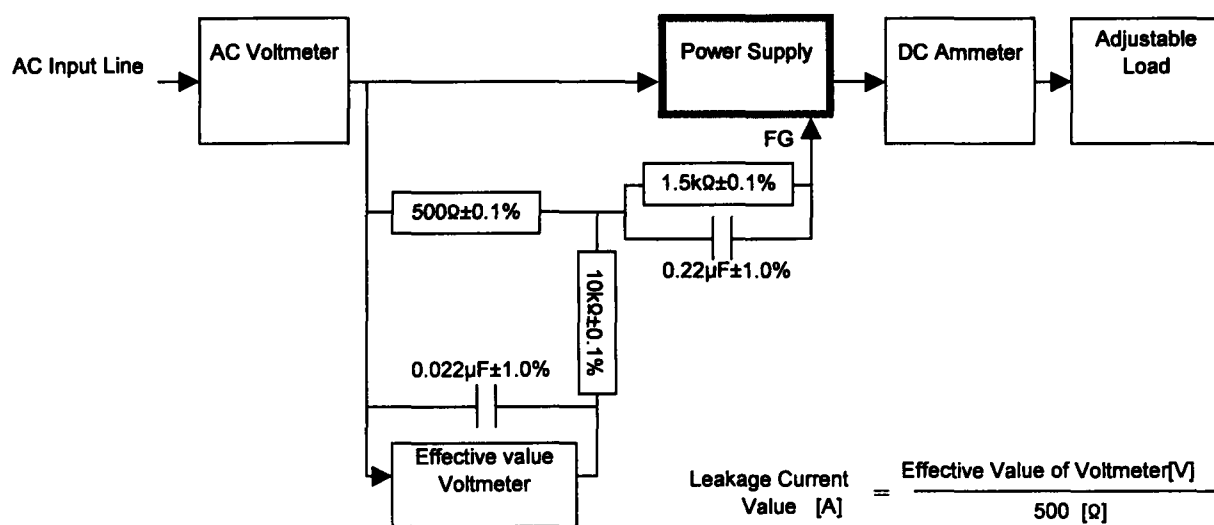 AC Input Line
AC Voltmeter
Power Supply
DC Ammeter
Adjustable
Load
FG
1.5kΩ±0.1%
500Ω±0.1%
0.22µF±1.0%
10kΩ±0.1%
0.022µF±1.0%
Effective value
Voltmeter
Leakage Current
Value [A]
=
Effective Value of Voltmeter[V]
500 [Ω]